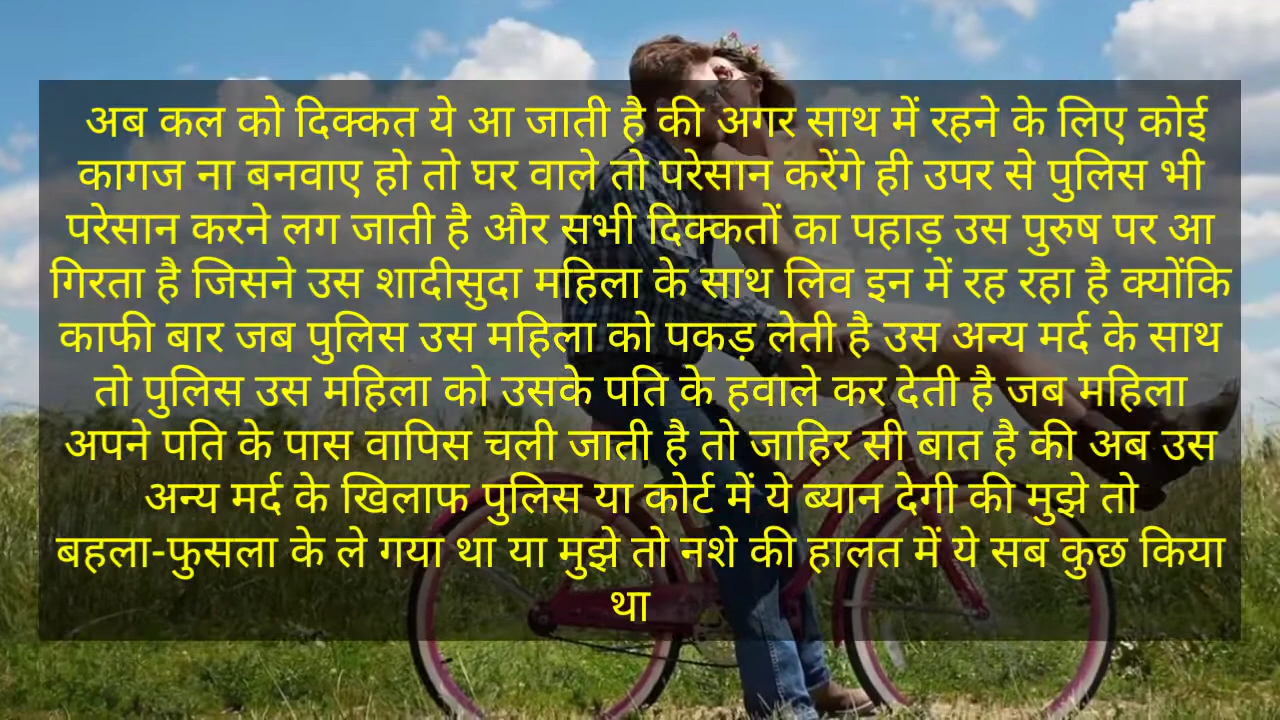 अब कल को दिक्कत ये आ जाती है की अगर साथ में रहने के लिए कोई
कागज ना बनवाए हो तो घर वाले तो परेसान करेंगे ही उपर से पुलिस भी
परेसान करने लग जाती है और सभी दिक्कतों का पहाड़ उस पुरुष पर आ
गिरता है जिसने उस शादीसुदा महिला के साथ लिव इन में रह रहा है क्योंकि
काफी बार जब पुलिस उस महिला को पकड़ लेती है उस अन्य मर्द के साथ
तो पुलिस उस महिला को उसके पति के हवाले कर देती है जब महिला
अपने पति के पास वापिस चली जाती है तो जाहिर सी बात है की अब उस
अन्य मर्द के खिलाफ पुलिस या कोर्ट में ये ब्यान देगी की मुझे तो
बहला-फुसला के ले गया था या मुझे तो नशे की हालत में ये सब कुछ किया
था